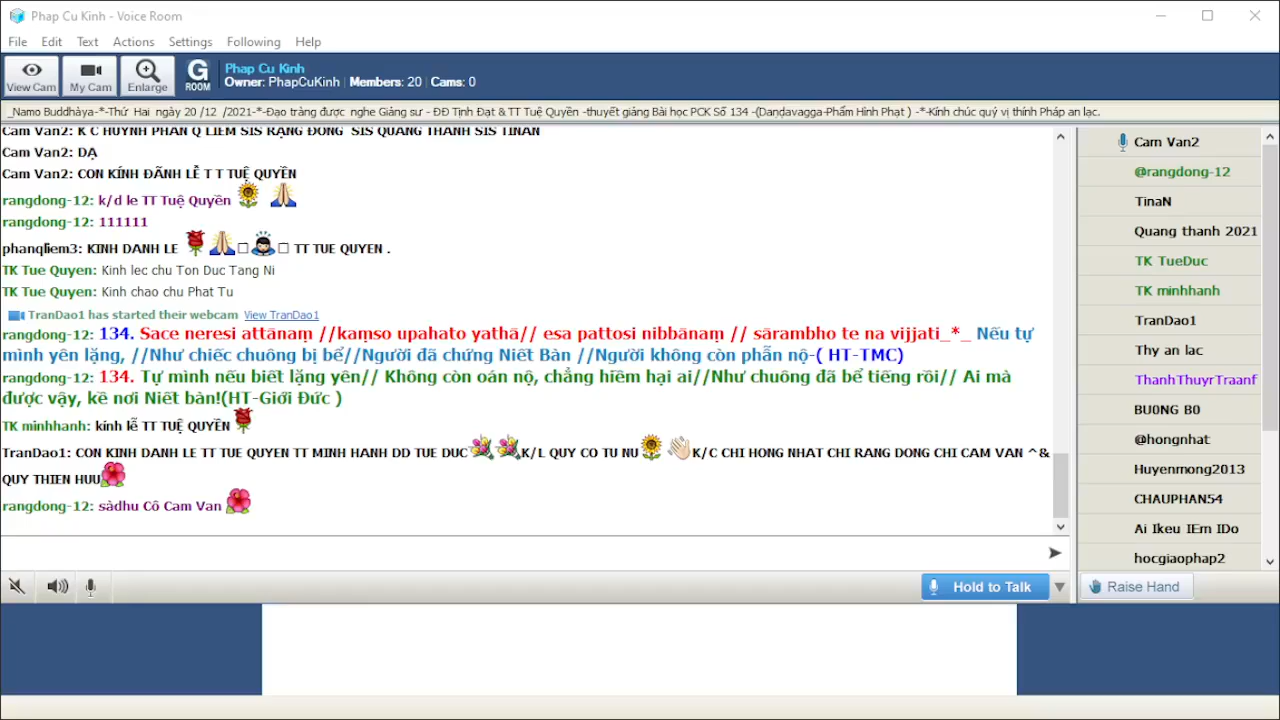 Phap Cu Kinh - Voice Room
File Edit Text Actions Settings Following Help
View Cam My Cam Enlarge G ROOM
Phap Cu Kinh
Owner: PhapCuKinh Members: 20 Cams: 0
_Namo Buddhàya-*-Thứ Hai ngày 20 /12 /2021-*-Đạo tràng được nghe Giảng sư - ĐĐ Tịnh Đạt & TT Tuệ Quyền -thuyết giảng Bài học PCK Số 134 -(Daṇḍavagga-Phẩm Hình Phạt ) -*-Kính chúc quý vị thính Pháp an lạc.
Cam Van2: K C HUYNH PHAN Q LIEM SIS RẠNG ĐÔNG SIS QUANG THANH SIS TINAN
Cam Van2: DẠ
Cam Van2: CON KÍNH ĐÃNH LỄ T T TUỆ QUYỀN
rangdong-12: k/d le TT Tuệ Quyền
rangdong-12: 111111
phanqliem3: KINH DANH LE TT TUE QUYEN .
TK Tue Quyen: Kinh lec chu Ton Duc Tang Ni
TK Tue Quyen: Kinh chao chu Phat Tu
TranDao1 has started their webcam View TranDao1
rangdong-12: 134. Sace neresi attānaṃ //kaṃso upahato yathā// esa pattosi nibbānaṃ // sārambho te na vijjati_*_ Nếu tự
mình yên lặng, //Như chiếc chuông bị bể//Người đã chứng Niết Bàn //Người không còn phẫn nộ-( HT-TMC)
rangdong-12: 134. Tự mình nếu biết lặng yên// Không còn oán nộ, chẳng hiềm hại ai//Như chuông đã bể tiếng rồi// Ai mà
được vậy, kề nơi Niết bàn!(HT-Giới Đức )
TK minhhanh: kính lễ TT TUỆ QUYỀN
TranDao1: CON KINH DANH LE TT TUE QUYEN TT MINH HANH DD TUE DUC K/L QUY CO TU NU K/C CHI HONG NHAT CHI RANG DONG CHI CAM VAN ^&
QUY THIEN HUU
rangdong-12: sàdhu Cô Cam Van
Hold to Talk
Cam Van2
@rangdong-12
TinaN
Quang thanh 2021
TK TueDuc
TK minhhanh
TranDao1
Thy an lac
ThanhThuyrTraanf
BU0NG B0
@hongnhat
Huyenmong2013
CHAUPHAN54
Ai Ikeu IEm IDo
hocgiaophap2
Raise Hand